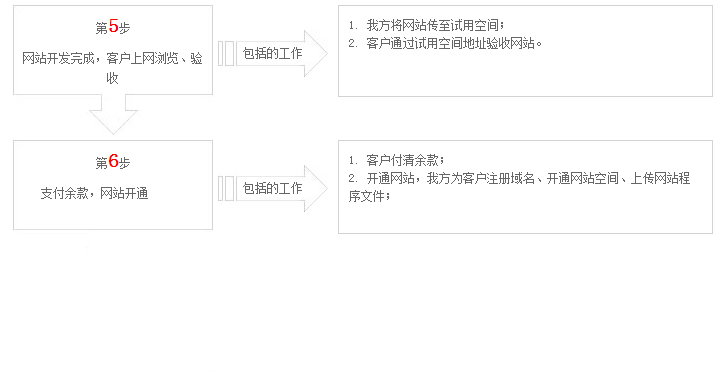 第5步
网站开发完成，客户上网浏览、验
收
包括的工作
1. 我方将网站传至试用空间；
2. 客户通过试用空间地址验收网站。
第6步
支付余款，网站开通
包括的工作
1. 客户付清余款；
2. 开通网站，我方为客户注册域名、开通网站空间、上传网站程
序文件；